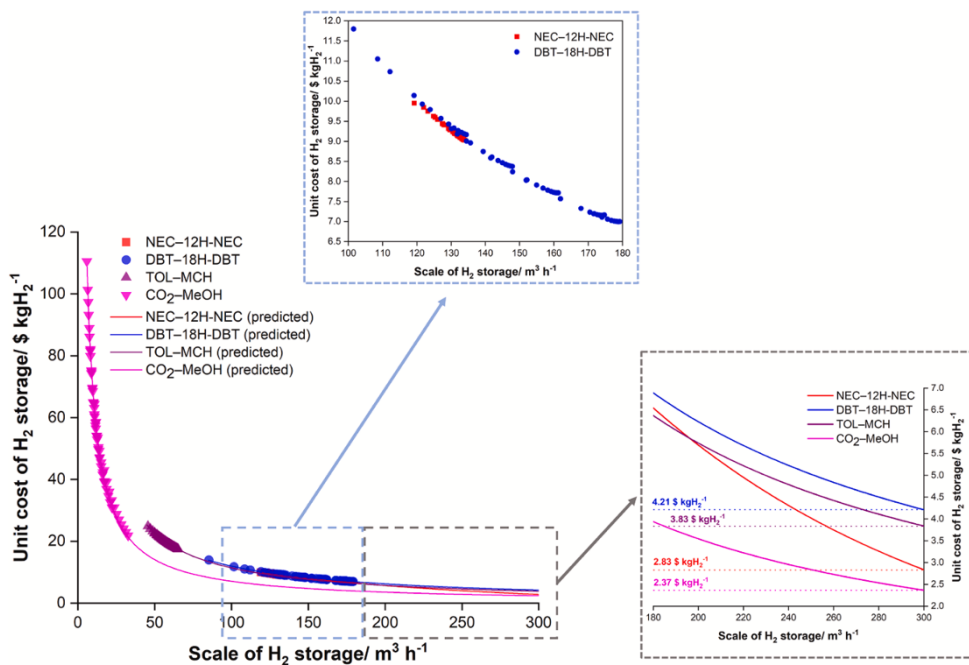 12.0
11.5
11.0
10.5
10.0
9.5
9.0
8.5
8.0
7.5
7.0
6.5
Unit cost of H₂ storage/ $ kgH₂⁻¹
NEC–12H-NEC
DBT–18H-DBT
100 110 120 130 140 150 160 170 180
Scale of H₂ storage/ m³ h⁻¹
120
100
80
60
40
20
0
Unit cost of H₂ storage/ $ kgH₂⁻¹
NEC–12H-NEC
DBT–18H-DBT
TOL–MCH
CO₂–MeOH
NEC–12H-NEC (predicted)
DBT–18H-DBT (predicted)
TOL–MCH (predicted)
CO₂–MeOH (predicted)
0 50 100 150 200 250 300
Scale of H₂ storage/ m³ h⁻¹
NEC–12H-NEC
DBT–18H-DBT
TOL–MCH
CO₂–MeOH
4.21 $ kgH₂⁻¹
3.83 $ kgH₂⁻¹
2.83 $ kgH₂⁻¹
2.37 $ kgH₂⁻¹
7.0
6.5
6.0
5.5
5.0
4.5
4.0
3.5
3.0
2.5
2.0
Unit cost of H₂ storage/ $ kgH₂⁻¹
180 200 220 240 260 280 300
Scale of H₂ storage/ m³ h⁻¹